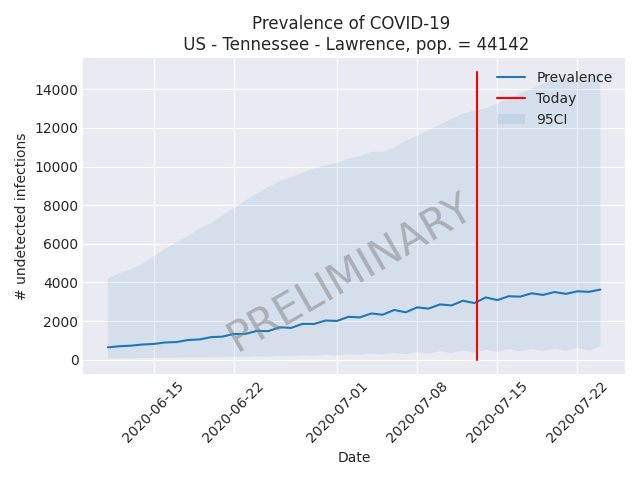 Prevalence of COVID-19
US - Tennessee - Lawrence, pop. = 44142
# undetected infections
14000
12000
10000
8000
6000
4000
2000
0
Prevalence
Today
95CI
PRELIMINARY
2020-06-15
2020-06-22
2020-07-01
2020-07-08
2020-07-15
2020-07-22
Date